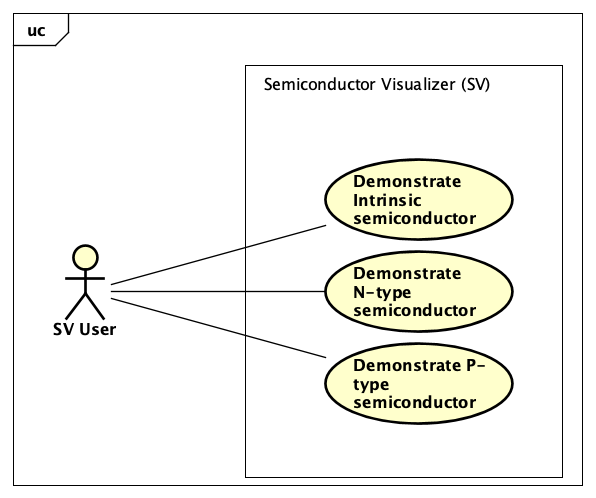 uc
Semiconductor Visualizer (SV)
Demonstrate
Intrinsic
semiconductor
Demonstrate
N-type
semiconductor
SV User
Demonstrate P-
type
semiconductor